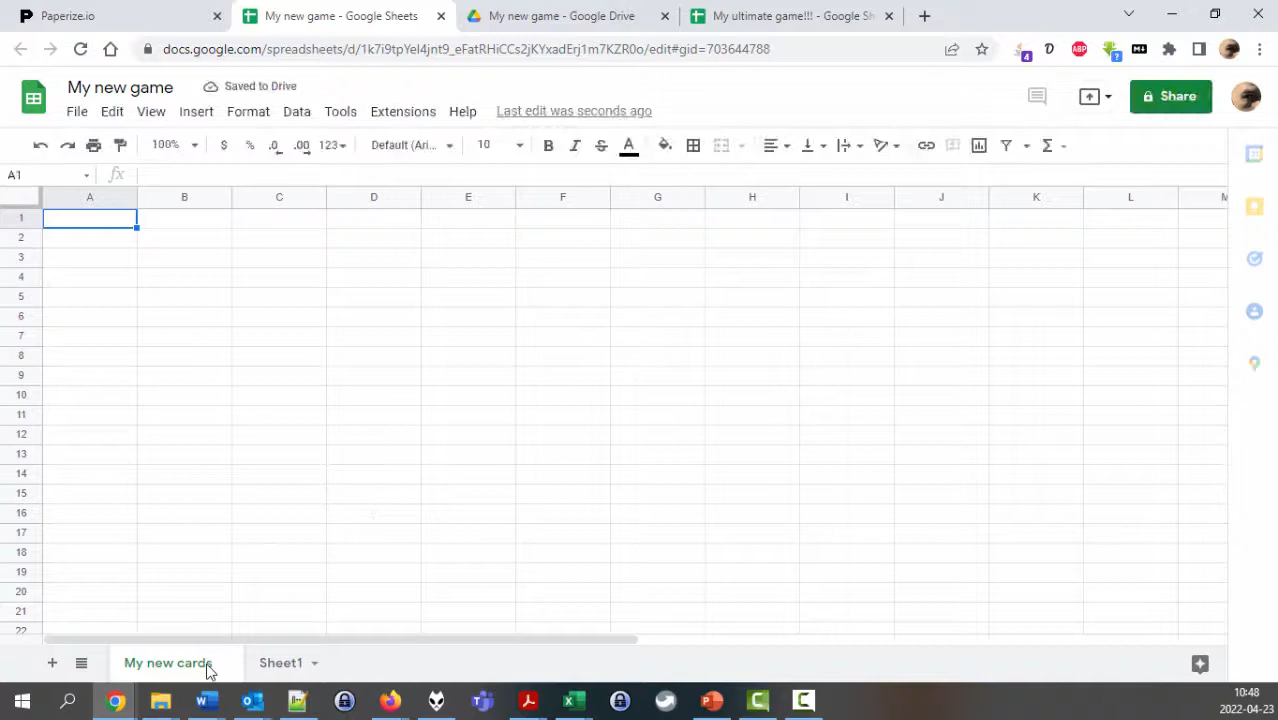 Paperize.io
My new game - Google Sheets
My new game - Google Drive
My ultimate game!!! - Google Sh
docs.google.com/spreadsheets/d/1k7i9tpYeI4jnt9_eFatRHiCCs2jKYxadErj1m7KZR0o/edit#gid=703644788
ABP
4
?
My new game
Saved to Drive
File Edit View Insert Format Data Tools Extensions Help Last edit was seconds ago
Share
100% $ % .0 .00 123 Default (Ari... 10 B I S A
A1 fx
A B C D E F G H I J K L M
1
2
3
4
5
6
7
8
9
10
11
12
13
14
15
16
17
18
19
20
21
22
+ My new cards Sheet1
10:48
2022-04-23